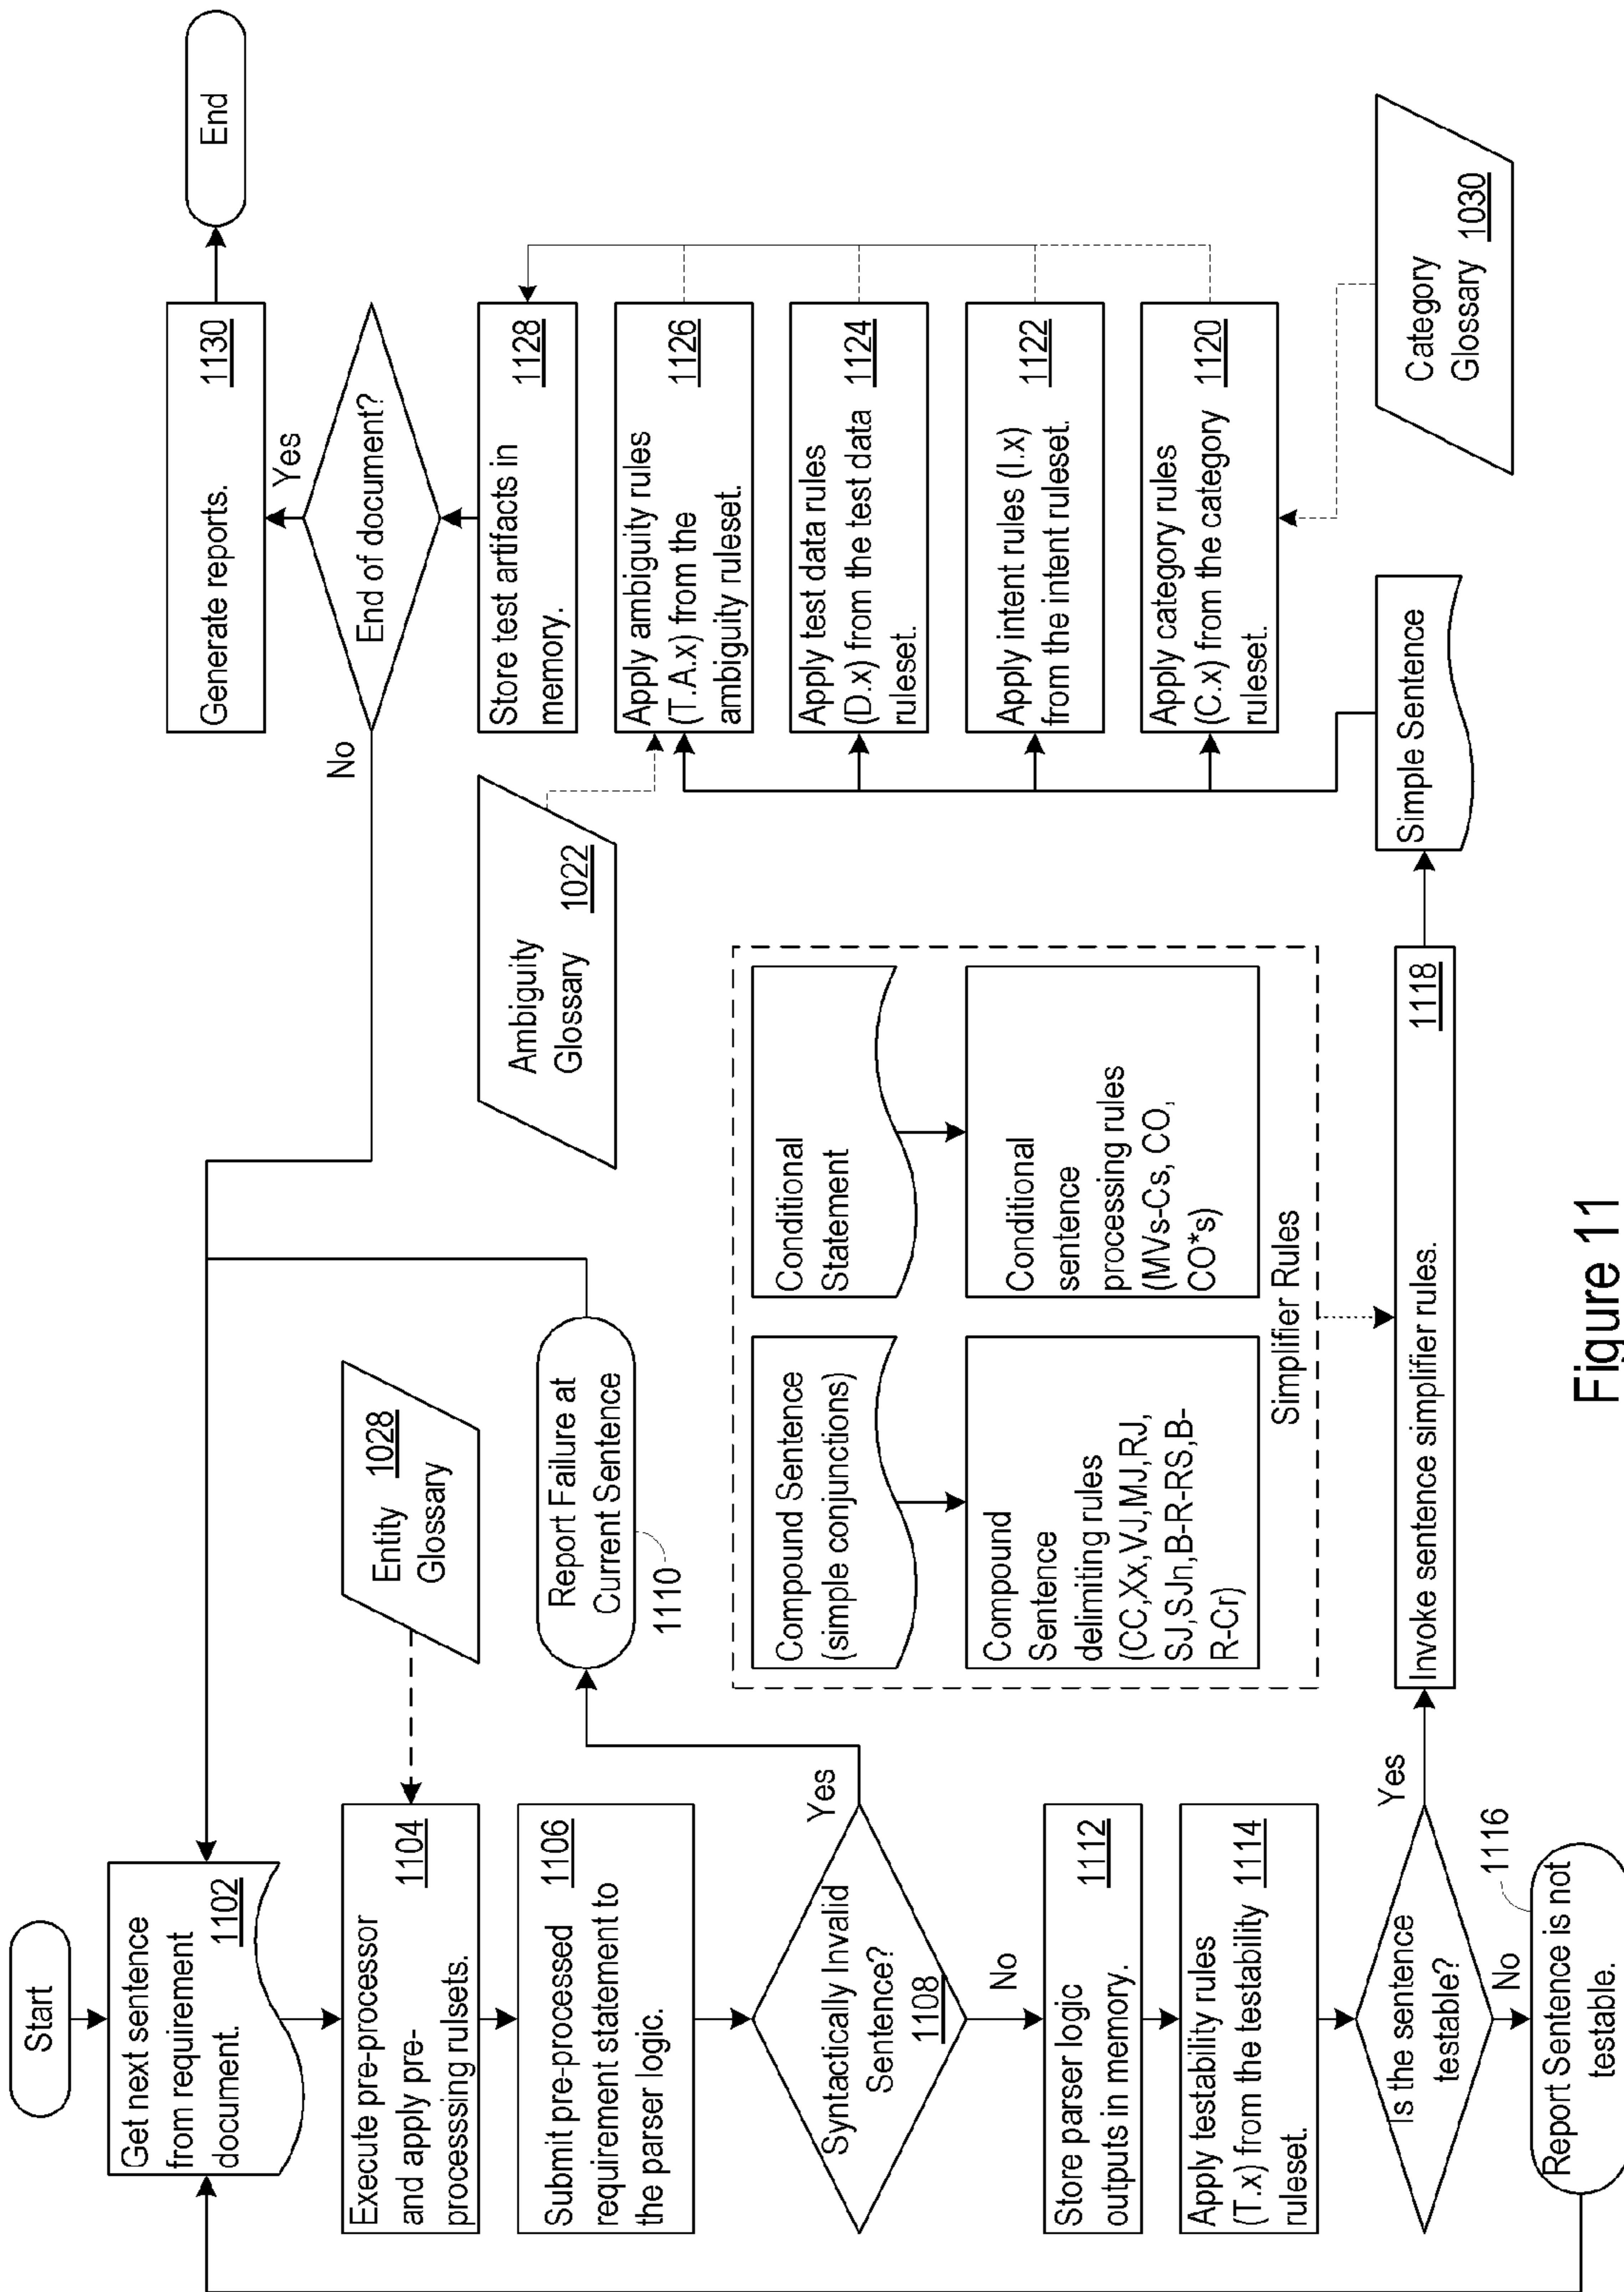 Start
Get next sentence
from requirement
document.
1102
Execute pre-processor
and apply pre-
processsing rulsets.
1104
Entity
1028
Glossary
Submit pre-processed
1106
requirement statement to
the parser logic.
Syntactically Invalid
Sentence?
1108
Yes
No
Report Failure at
Current Sentence
1110
Store parser logic
outputs in memory.
1112
Apply testability rules
(T.x) from the testability
1114
ruleset.
Is the sentence
testable?
Yes
No
1116
Report Sentence is not
testable.
Compound Sentence
(simple conjunctions)
Compound
Sentence
delimiting rules
(CC,Xx,VJ,MJ,RJ,
SJ,SJn,B-R-RS,B-
R-Cr)
Conditional
Statement
Conditional
sentence
processing rules
(MVs-Cs, CO,
CO*s)
Simplifier Rules
Invoke sentence simplifier rules.
1118
Simple Sentence
Ambiguity
Glossary
1022
Category
Glossary
1030
Apply category rules
(C.x) from the category
1120
ruleset.
Apply intent rules (I.x)
from the intent ruleset.
1122
Apply test data rules
(D.x) from the test data
1124
ruleset.
Apply ambiguity rules
(T.A.x) from the
1126
ambiguity ruleset.
Store test artifacts in
memory.
1128
End of document?
No
Yes
Generate reports.
1130
End
Figure 11